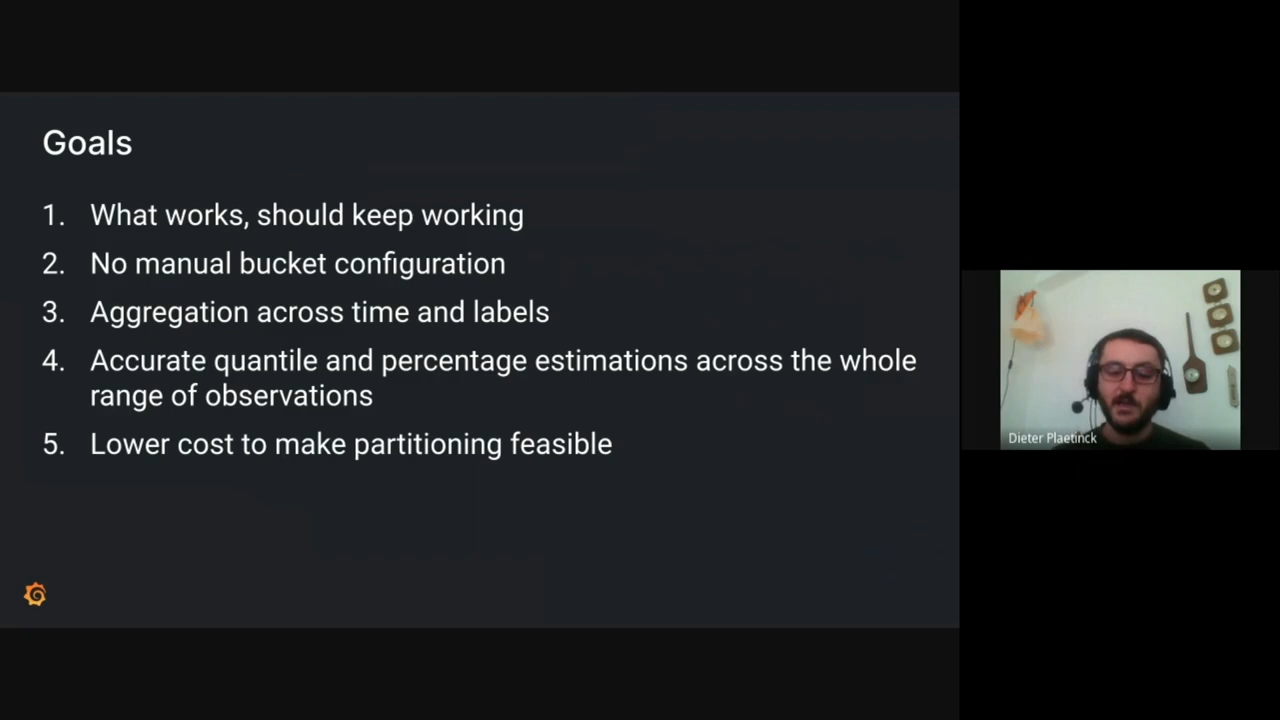 Goals
1. What works, should keep working
2. No manual bucket configuration
3. Aggregation across time and labels
4. Accurate quantile and percentage estimations across the whole
range of observations
5. Lower cost to make partitioning feasible
Dieter Plaetinck